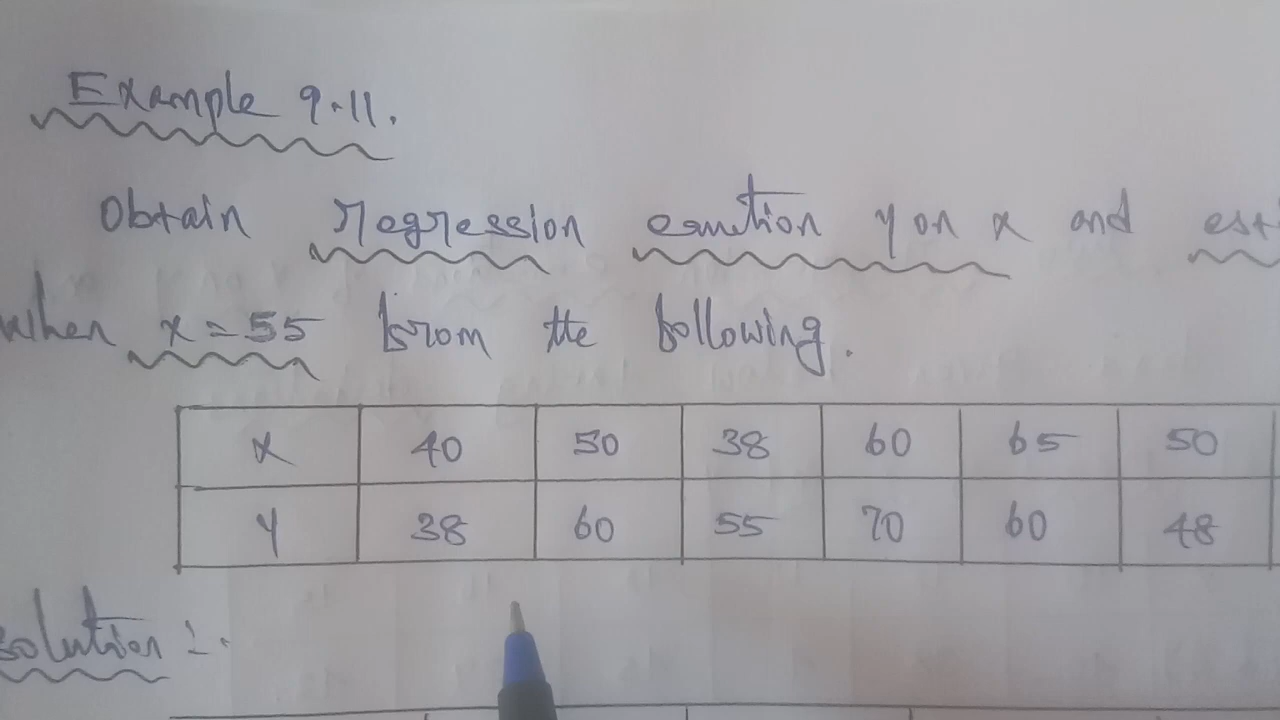 Example 9.11.
Obtain regression eqution y on x and est
when x = 55 from the following.
x 40 50 38 60 65 50
y 38 60 55 70 60 48
solution :-